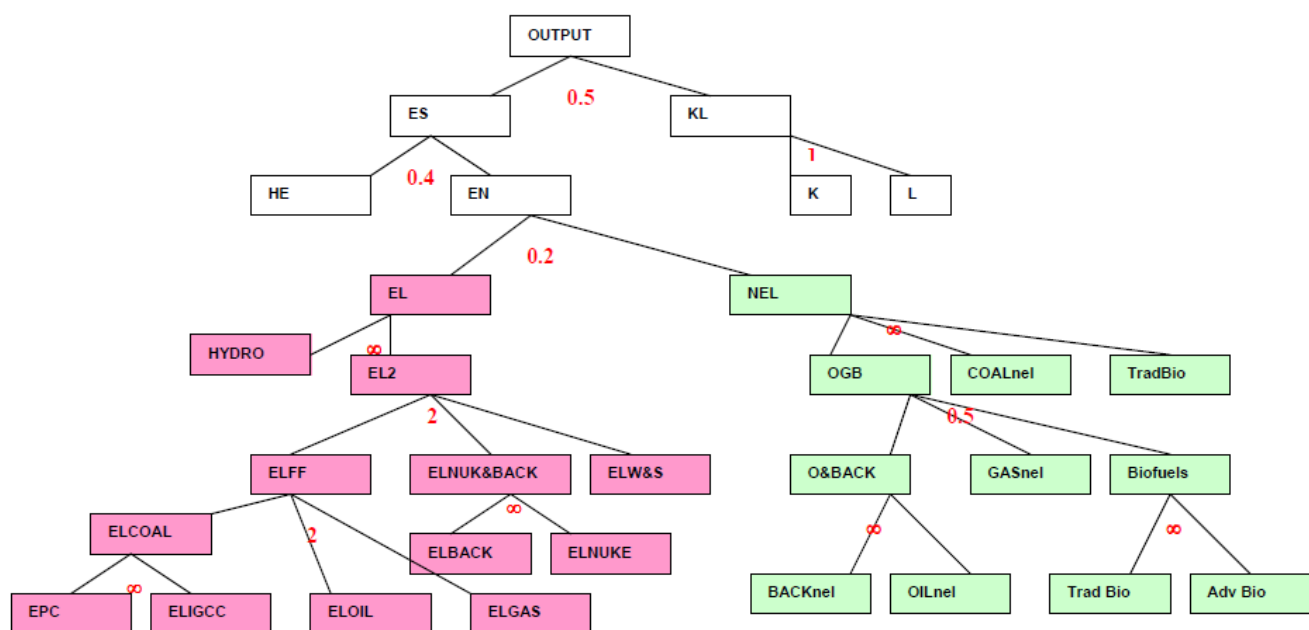 OUTPUT
0.5
ES
KL
1
0.4
HE
EN
K
L
0.2
EL
NEL
∞
HYDRO
∞
EL2
OGB
COALnel
TradBio
2
0.5
ELFF
ELNUK&BACK
ELW&S
O&BACK
GASnel
Biofuels
ELCOAL
2
∞
∞
∞
ELBACK
ELNUKE
∞
EPC
ELIGCC
ELOIL
ELGAS
BACKnel
OILnel
Trad Bio
Adv Bio